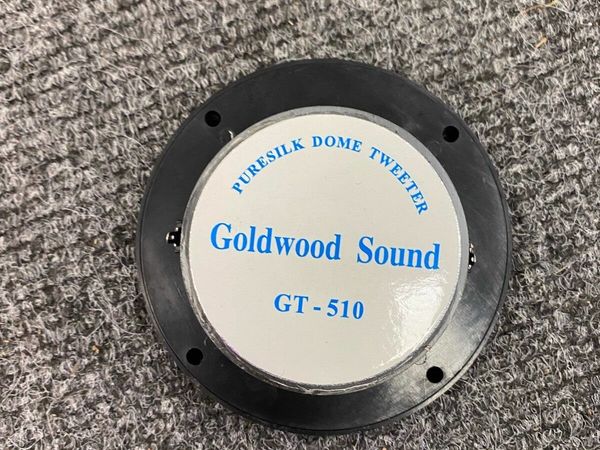 PURESILK DOME TWEETER
Goldwood Sound
GT - 510